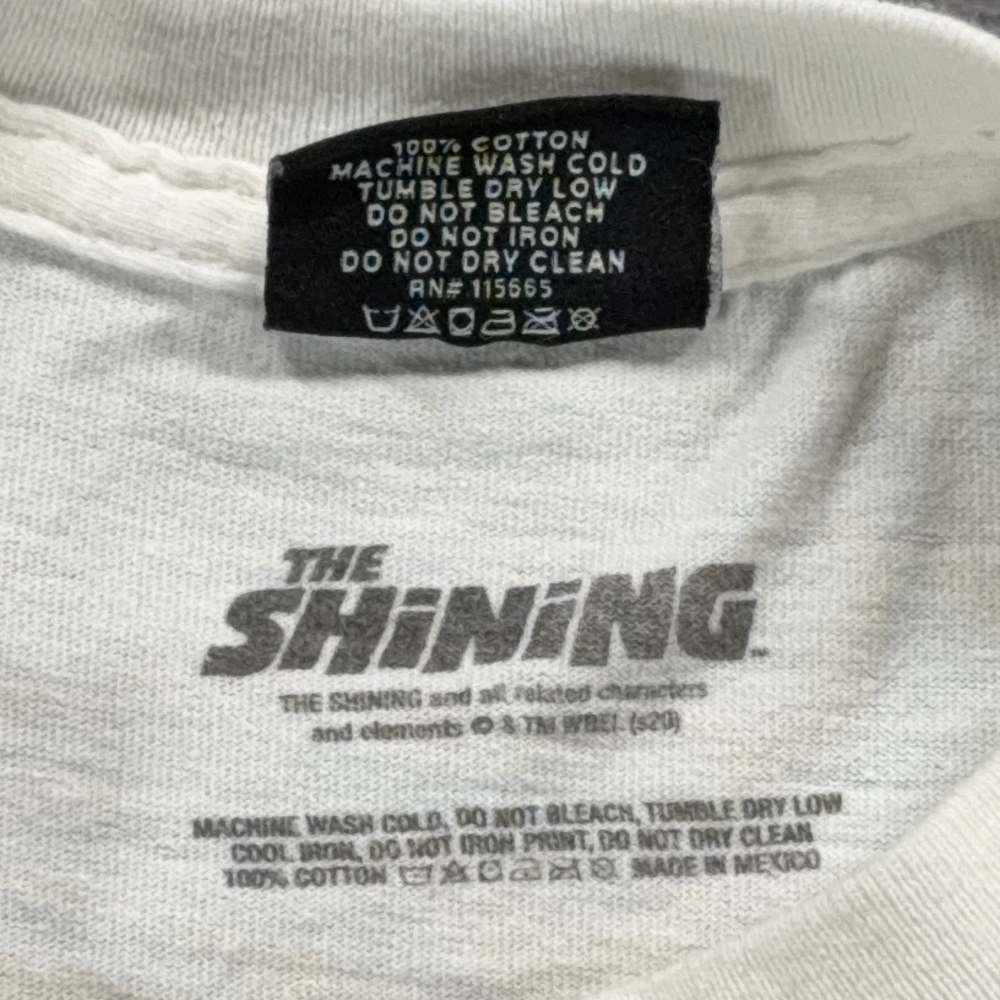 100% COTTON
MACHINE WASH COLD
TUMBLE DRY LOW
DO NOT BLEACH
DO NOT IRON
DO NOT DRY CLEAN
RN# 115665
THE
SHiNiNG™
THE SHINING and all related characters
and elements © & TM WBEI. (s20)
MACHINE WASH COLD, DO NOT BLEACH, TUMBLE DRY LOW
COOL IRON, DO NOT IRON PRINT, DO NOT DRY CLEAN
100% COTTON MADE IN MEXICO